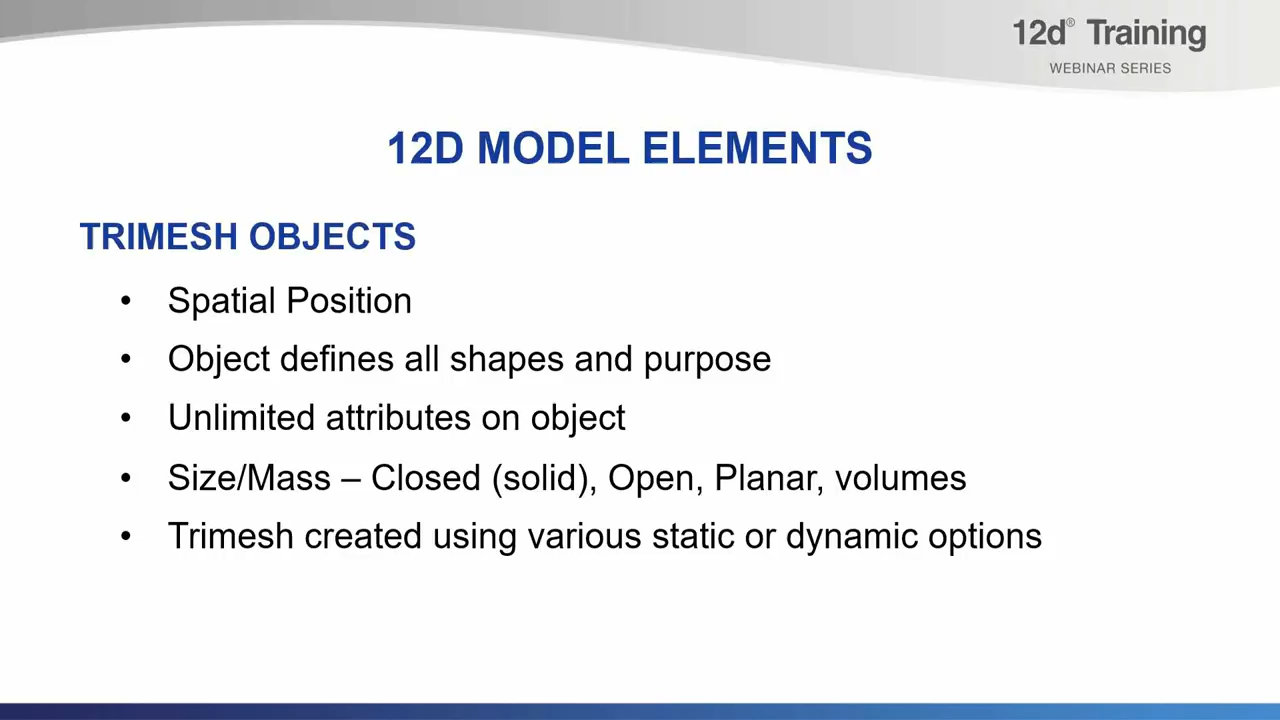 12d® Training
WEBINAR SERIES
12D MODEL ELEMENTS
TRIMESH OBJECTS
• Spatial Position
• Object defines all shapes and purpose
• Unlimited attributes on object
• Size/Mass – Closed (solid), Open, Planar, volumes
• Trimesh created using various static or dynamic options